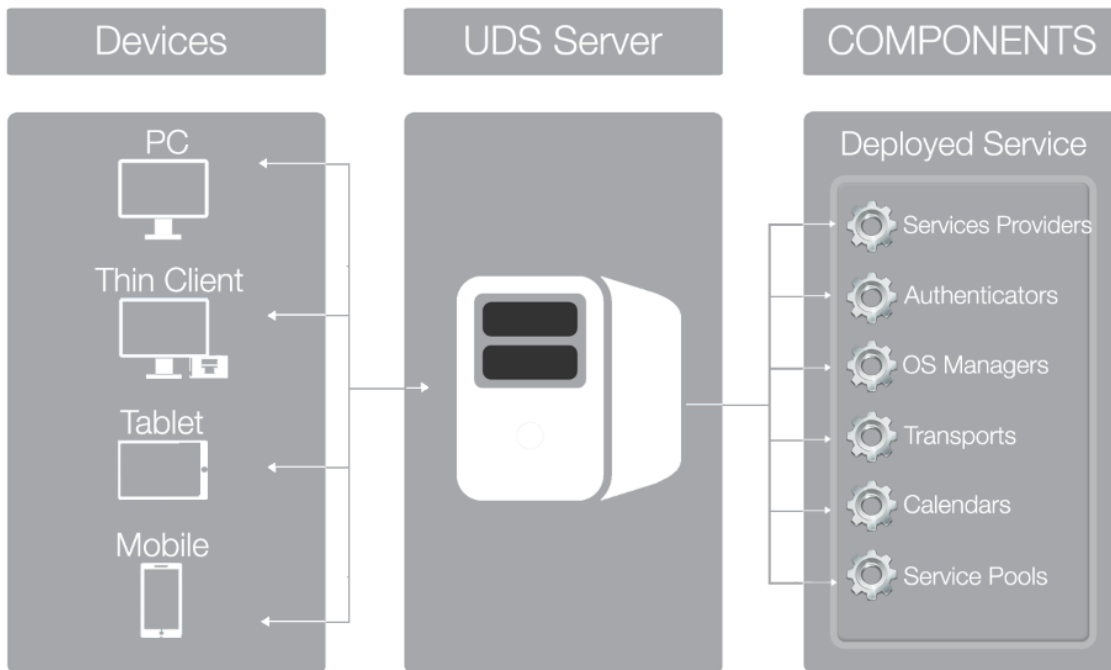 Devices
UDS Server
COMPONENTS
PC
Thin Client
Tablet
Mobile
Deployed Service
Services Providers
Authenticators
OS Managers
Transports
Calendars
Service Pools